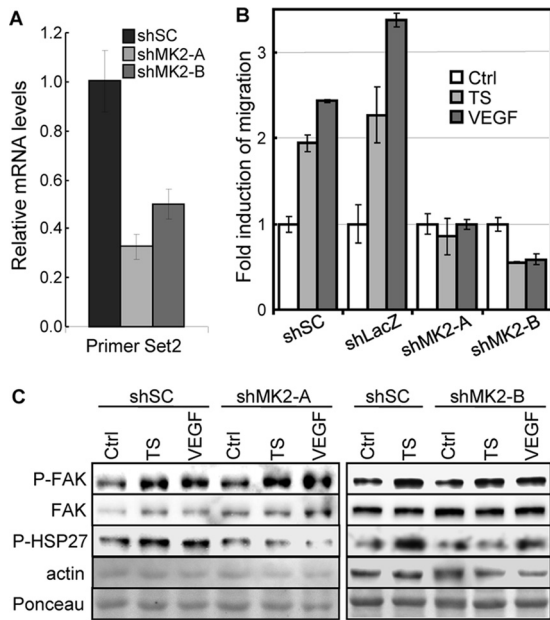 A
shSC
shMK2-A
shMK2-B
Relative mRNA levels
1.2
1.0
0.8
0.6
0.4
0.2
0.0
Primer Set2
B
Fold induction of migration
3
2
1
0
Ctrl
TS
VEGF
shSC
shLacZ
shMK2-A
shMK2-B
C
shSC shMK2-A shSC shMK2-B
Ctrl TS VEGF Ctrl TS VEGF Ctrl TS Ctrl TS VEGF
P-FAK
FAK
P-HSP27
actin
Ponceau